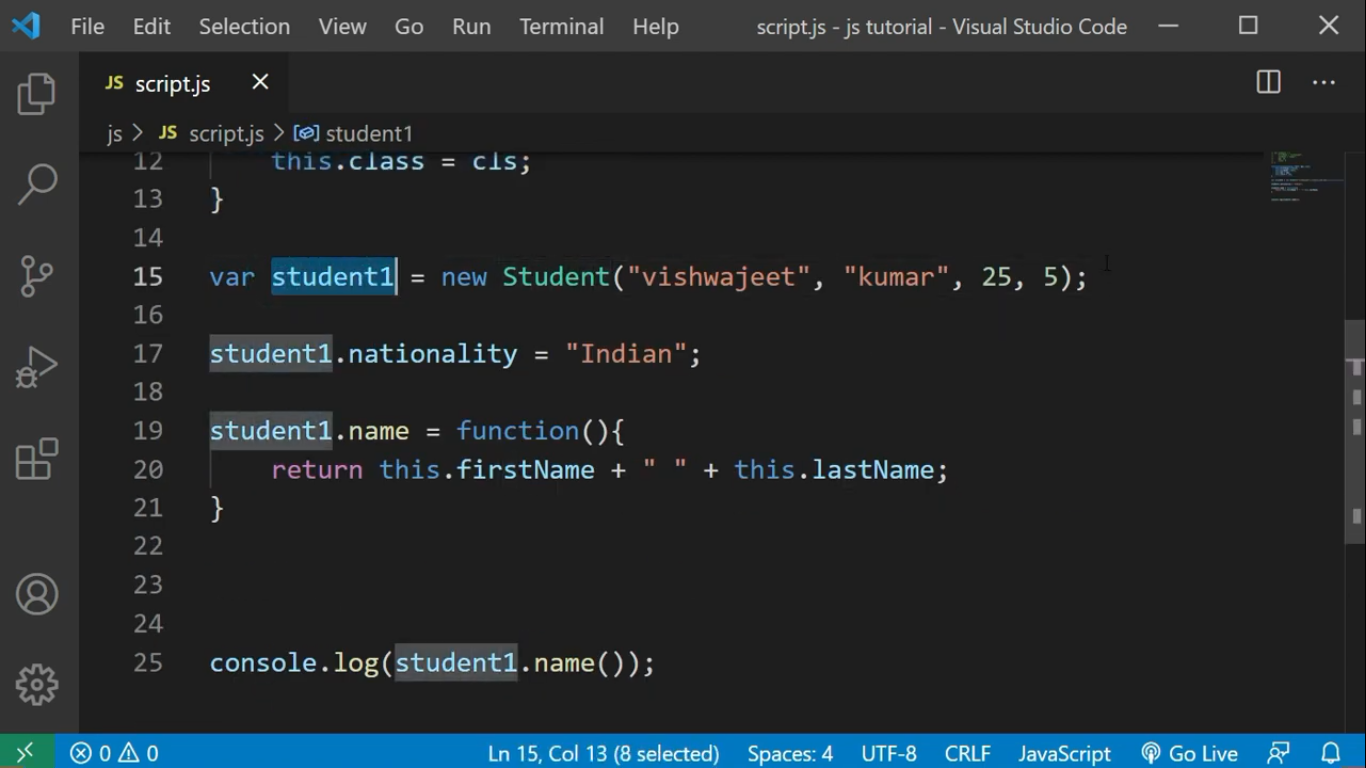 File Edit Selection View Go Run Terminal Help script.js - js tutorial - Visual Studio Code
JS script.js
js > JS script.js > student1
12 this.class = cls;
13 }
14
15 var student1 = new Student("vishwajeet", "kumar", 25, 5);
16
17 student1.nationality = "Indian";
18
19 student1.name = function(){
20 return this.firstName + " " + this.lastName;
21 }
22
23
24
25 console.log(student1.name());
0 0 Ln 15, Col 13 (8 selected) Spaces: 4 UTF-8 CRLF JavaScript Go Live